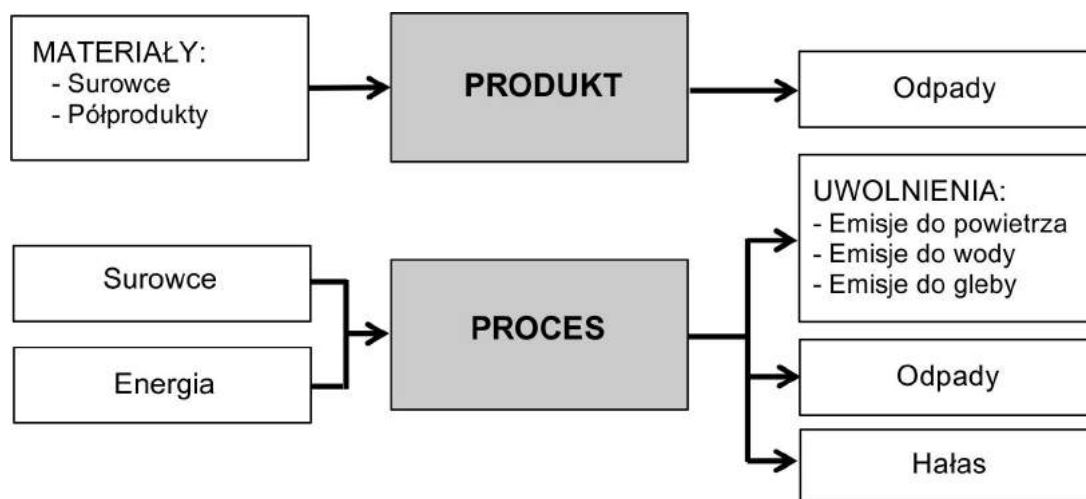 MATERIAŁY:
- Surowce
- Półprodukty
PRODUKT
Odpady
Surowce
Energia
PROCES
UWOLNIENIA:
- Emisje do powietrza
- Emisje do wody
- Emisje do gleby
Odpady
Hałas